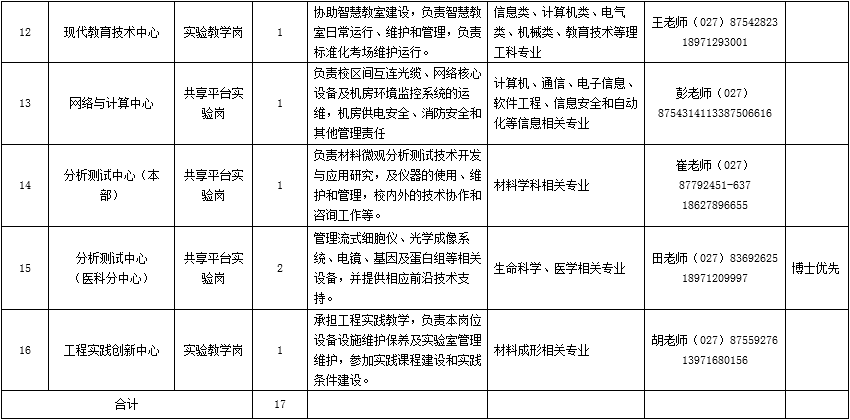 12
现代教育技术中心
实验教学岗
1
协助智慧教室建设，负责智慧教
室日常运行、维护和管理，负责
标准化考场维护运行。
信息类、计算机类、电气
类、机械类、教育技术等理
工科专业
王老师（027）87542823
18971293001
13
网络与计算中心
共享平台实
验岗
1
负责校区间互连光缆、网络核心
设备及机房环境监控系统的运
维，机房供电安全、消防安全和
其他管理责任
计算机、通信、电子信息、
软件工程、信息安全和自动
化等信息相关专业
彭老师（027）
8754314113387506616
14
分析测试中心（本
部）
共享平台实
验岗
1
负责材料微观分析测试技术开发
与应用研究，及仪器的使用、维
护和管理，校内外的技术协作和
咨询工作等。
材料学科相关专业
崔老师（027）
87792451-637
18627896655
15
分析测试中心
（医科分中心）
共享平台实
验岗
2
管理流式细胞仪、光学成像系
统、电镜、基因及蛋白组等相关
设备，并提供相应前沿技术支
持。
生命科学、医学相关专业
田老师（027）83692625
18971209997
博士优先
16
工程实践创新中心
实验教学岗
1
承担工程实践教学，负责本岗位
设备设施维护保养及实验室管理
维护，参加实践课程建设和实践
条件建设。
材料成形相关专业
胡老师（027）87559276
13971680156
合计
17